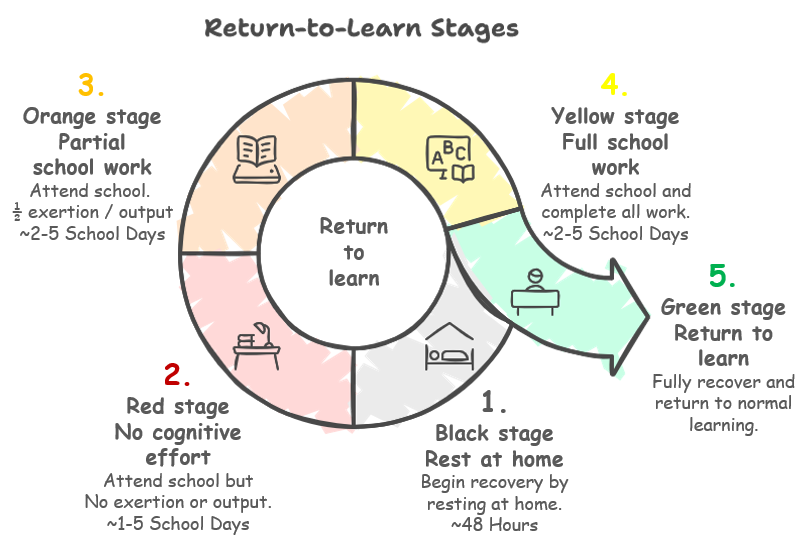 Return-to-Learn Stages
1.
Black stage
Rest at home
Begin recovery by
resting at home.
~48 Hours
2.
Red stage
No cognitive
effort
Attend school but
No exertion or output.
~1-5 School Days
3.
Orange stage
Partial
school work
Attend school.
½ exertion / output
~2-5 School Days
4.
Yellow stage
Full school
work
Attend school and
complete all work.
~2-5 School Days
5.
Green stage
Return to
learn
Fully recover and
return to normal
learning.
Return
to
learn
A B C